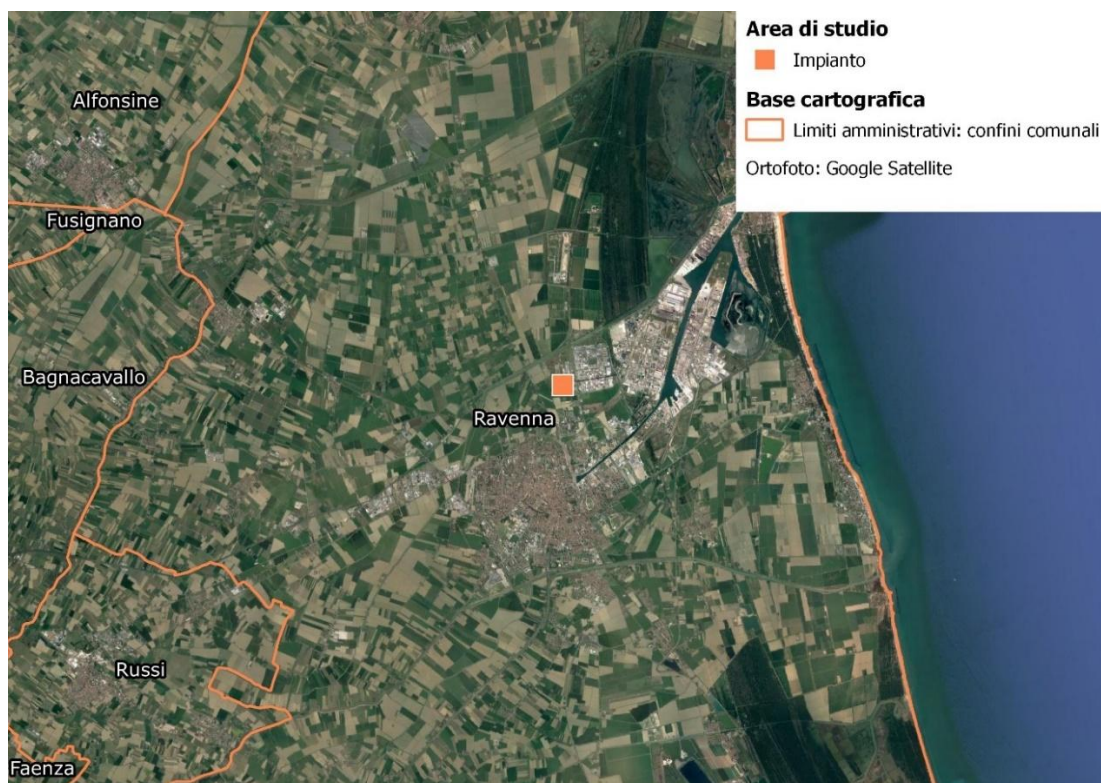 Area di studio
Impianto
Base cartografica
Limiti amministrativi: confini comunali
Ortofoto: Google Satellite
Alfonsine
Fusignano
Bagnacavallo
Ravenna
Russi
Faenza